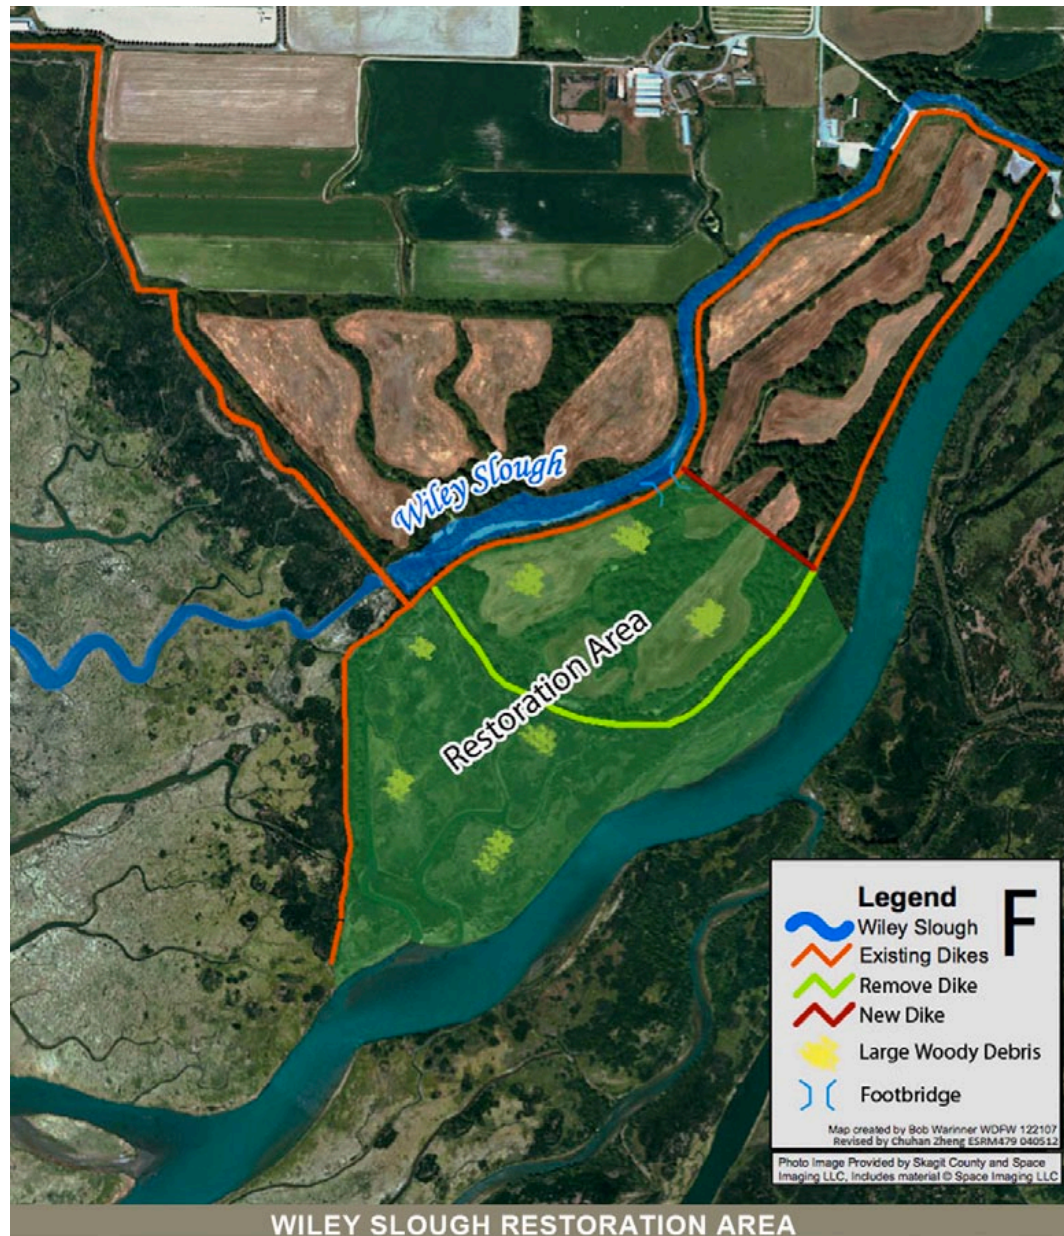 Wiley Slough
Restoration Area
Legend
F
Wiley Slough
Existing Dikes
Remove Dike
New Dike
Large Woody Debris
Footbridge
Map created by Bob Warinner WDFW 122107
Revised by Chuhan Zheng ESRM479 040512
Photo Image Provided by Skagit County and Space
Imaging LLC, Includes material © Space Imaging LLC
WILEY SLOUGH RESTORATION AREA